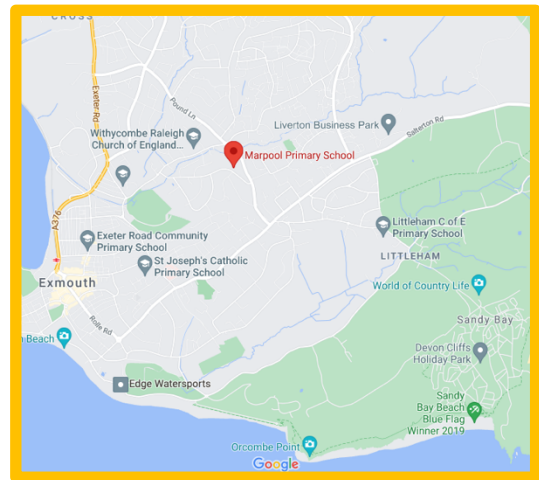 CROSS
Exeter Rd
Pound Ln
Liverton Business Park
Salterton Rd
Withycombe Raleigh
Church of England...
Marpool Primary School
A376
Exeter Road Community
Primary School
Littleham C of E
Primary School
St Joseph's Catholic
Primary School
LITTLEHAM
Exmouth
World of Country Life
Rolle Rd
Sandy Bay
Beach
Devon Cliffs
Holiday Park
Edge Watersports
Sandy
Bay Beach
Blue Flag
Winner 2019
Orcombe Point
Google